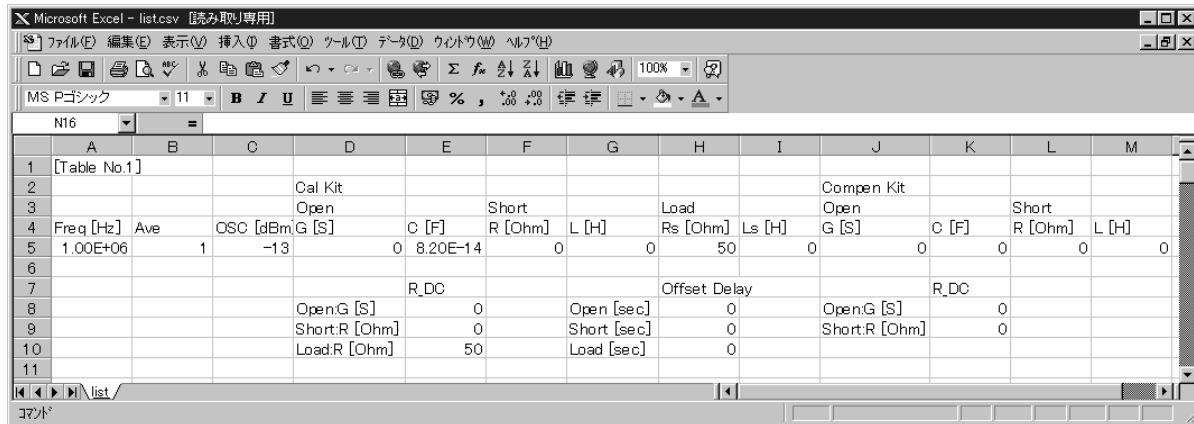 Microsoft Excel - list.csv [読み取り専用]
ファイル(F) 編集(E) 表示(V) 挿入(I) 書式(O) ツール(T) データ(D) ウィンドウ(W) ヘルプ(H)
100%
MS Pゴシック 11 B I U
N16 =
A B C D E F G H I J K L M
1 [Table No.1]
2 Cal Kit Compen Kit
3 Open Short Load Open Short
4 Freq [Hz] Ave OSC [dBm] G [S] C [F] R [Ohm] L [H] Rs [Ohm] Ls [H] G [S] C [F] R [Ohm] L [H]
5 1.00E+06 1 -13 0 8.20E-14 0 0 50 0 0 0 0 0
6
7 R_DC Offset Delay R_DC
8 Open:G [S] 0 Open [sec] 0 Open:G [S] 0
9 Short:R [Ohm] 0 Short [sec] 0 Short:R [Ohm] 0
10 Load:R [Ohm] 50 Load [sec] 0
11
list
コマンド